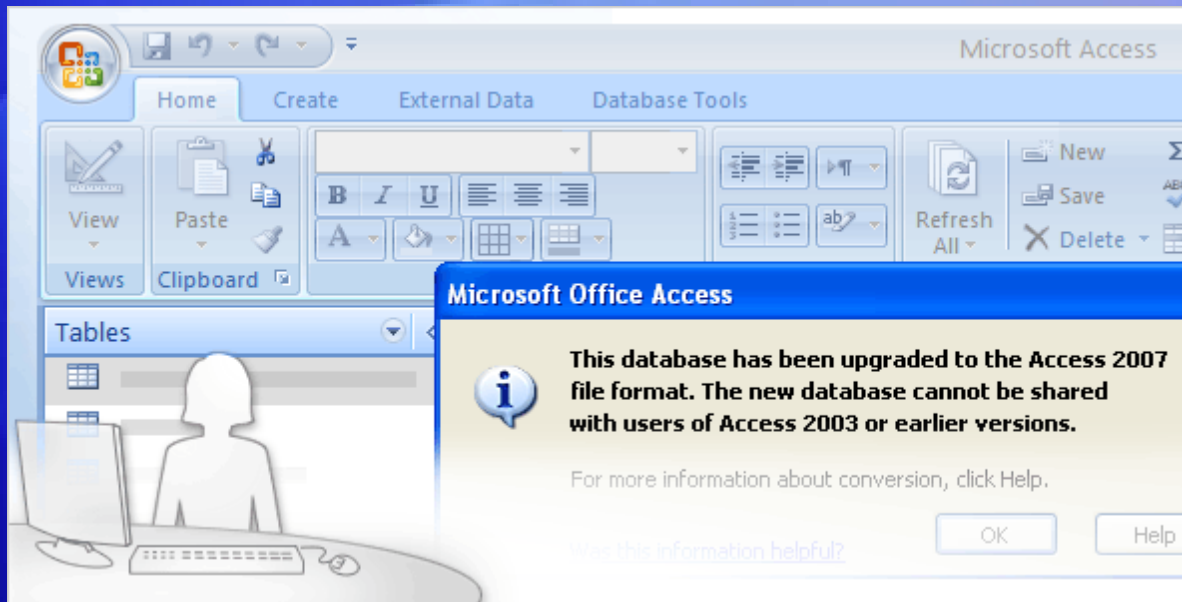 Microsoft Access
Home Create External Data Database Tools
New
Save
View Paste B I U Refresh All Delete
Views Clipboard
Microsoft Office Access
Tables
This database has been upgraded to the Access 2007
file format. The new database cannot be shared
with users of Access 2003 or earlier versions.
For more information about conversion, click Help.
OK Help
Was this information helpful?